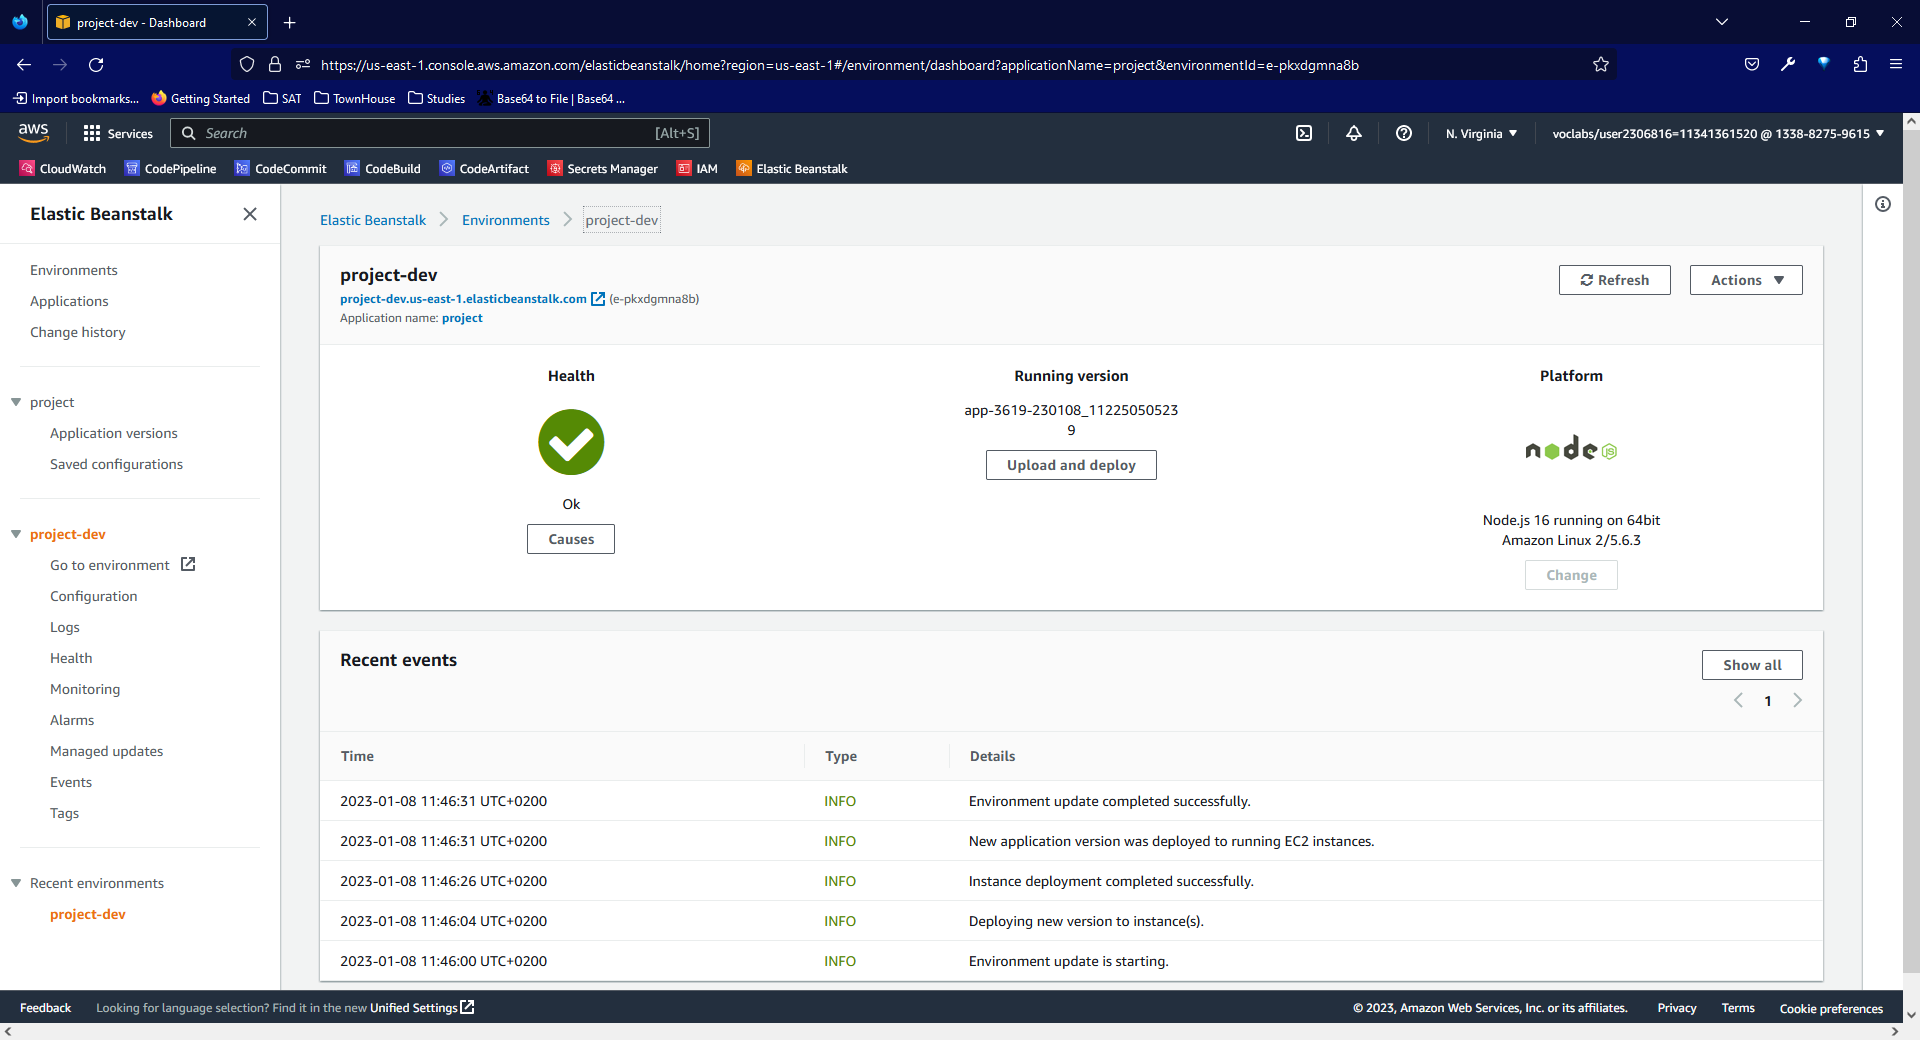 project-dev - Dashboard
https://us-east-1.console.aws.amazon.com/elasticbeanstalk/home?region=us-east-1#/environment/dashboard?applicationName=project&environmentId=e-pkxdgmna8b
Import bookmarks... Getting Started SAT TownHouse Studies Base64 to File | Base64 ...
aws Services Search [Alt+S] N. Virginia voclabs/user2306816=11341361520 @ 1338-8275-9615
CloudWatch CodePipeline CodeCommit CodeBuild CodeArtifact Secrets Manager IAM Elastic Beanstalk
Elastic Beanstalk
Environments
Applications
Change history
project
Application versions
Saved configurations
project-dev
Go to environment
Configuration
Logs
Health
Monitoring
Alarms
Managed updates
Events
Tags
Recent environments
project-dev
Elastic Beanstalk Environments project-dev
project-dev
project-dev.us-east-1.elasticbeanstalk.com (e-pkxdgmna8b)
Application name: project
Refresh Actions
Health
Ok
Causes
Running version
app-3619-230108_11225050523
9
Upload and deploy
Platform
node JS
Node.js 16 running on 64bit
Amazon Linux 2/5.6.3
Change
Recent events
Show all
1
Time Type Details
2023-01-08 11:46:31 UTC+0200 INFO Environment update completed successfully.
2023-01-08 11:46:31 UTC+0200 INFO New application version was deployed to running EC2 instances.
2023-01-08 11:46:26 UTC+0200 INFO Instance deployment completed successfully.
2023-01-08 11:46:04 UTC+0200 INFO Deploying new version to instance(s).
2023-01-08 11:46:00 UTC+0200 INFO Environment update is starting.
Feedback Looking for language selection? Find it in the new Unified Settings © 2023, Amazon Web Services, Inc. or its affiliates. Privacy Terms Cookie preferences